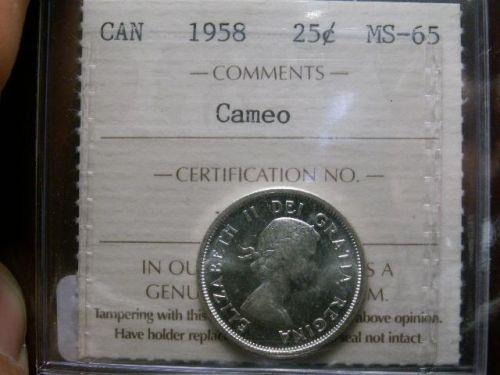 CAN 1958 25¢ MS-65
— COMMENTS —
Cameo
— CERTIFICATION NO. —
ELIZABETH II DEI GRATIA REGINA
IN OU S A
GENU M.
Tampering with this above opinion.
Have holder repla seal not intact